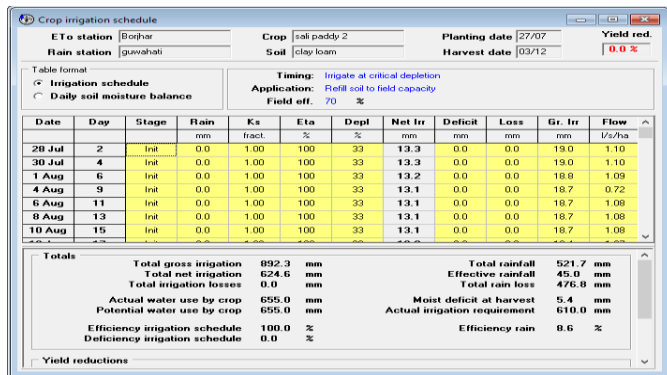 Crop irrigation schedule
ETo station Borjhar Crop sali paddy 2 Planting date 27/07 Yield red.
Rain station guwahati Soil clay loam Harvest date 03/12 0.0 %
Table format
Irrigation schedule
Daily soil moisture balance
Timing: Irrigate at critical depletion
Application: Refill soil to field capacity
Field eff. 70 %
Date Day Stage Rain Ks Eta Depl Net Irr Deficit Loss Gr. Irr Flow
mm fract. % % mm mm mm mm l/s/ha
28 Jul 2 Init 0.0 1.00 100 33 13.3 0.0 0.0 19.0 1.10
30 Jul 4 Init 0.0 1.00 100 33 13.3 0.0 0.0 19.0 1.10
1 Aug 6 Init 0.0 1.00 100 33 13.2 0.0 0.0 18.8 1.09
4 Aug 9 Init 0.0 1.00 100 33 13.1 0.0 0.0 18.7 0.72
6 Aug 11 Init 0.0 1.00 100 33 13.1 0.0 0.0 18.7 1.08
8 Aug 13 Init 0.0 1.00 100 33 13.1 0.0 0.0 18.7 1.08
10 Aug 15 Init 0.0 1.00 100 33 13.1 0.0 0.0 18.7 1.08
Totals
Total gross irrigation 892.3 mm Total rainfall 521.7 mm
Total net irrigation 624.6 mm Effective rainfall 45.0 mm
Total irrigation losses 0.0 mm Total rain loss 476.8 mm
Actual water use by crop 655.0 mm Moist deficit at harvest 5.4 mm
Potential water use by crop 655.0 mm Actual irrigation requirement 610.0 mm
Efficiency irrigation schedule 100.0 % Efficiency rain 8.6 %
Deficiency irrigation schedule 0.0 %
Yield reductions